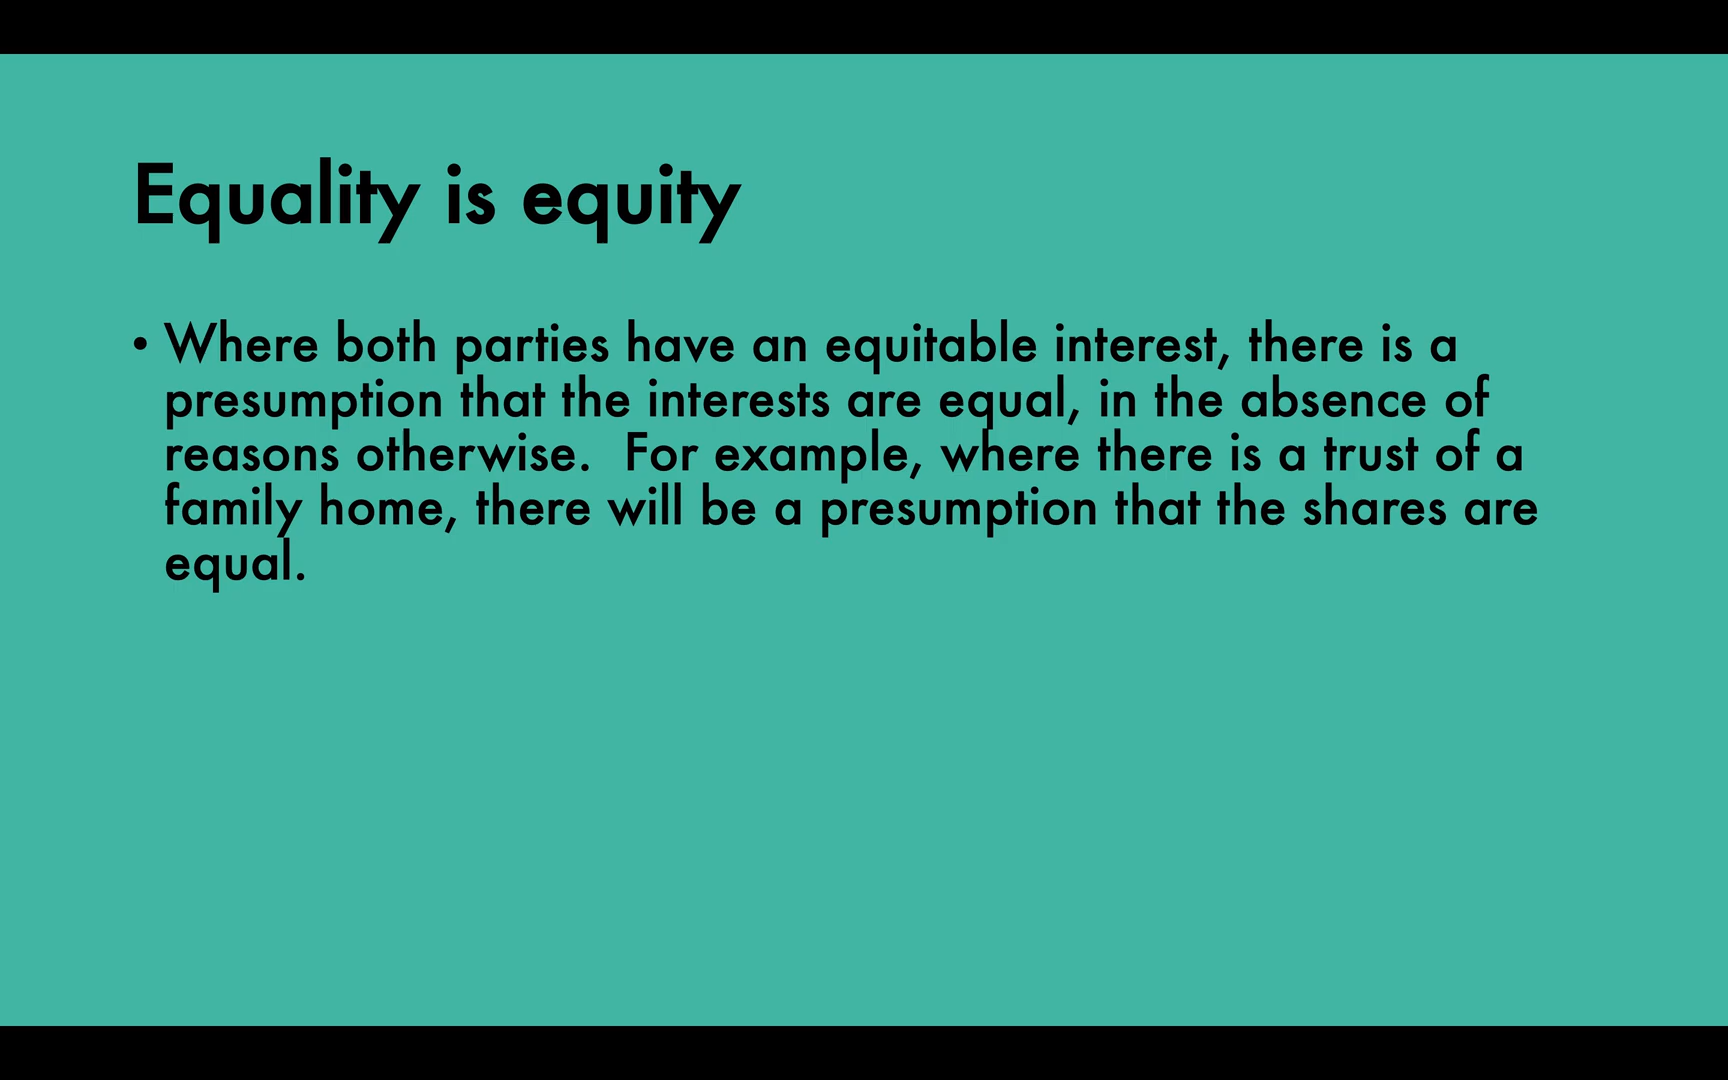 Equality is equity
• Where both parties have an equitable interest, there is a
presumption that the interests are equal, in the absence of
reasons otherwise.  For example, where there is a trust of a
family home, there will be a presumption that the shares are
equal.